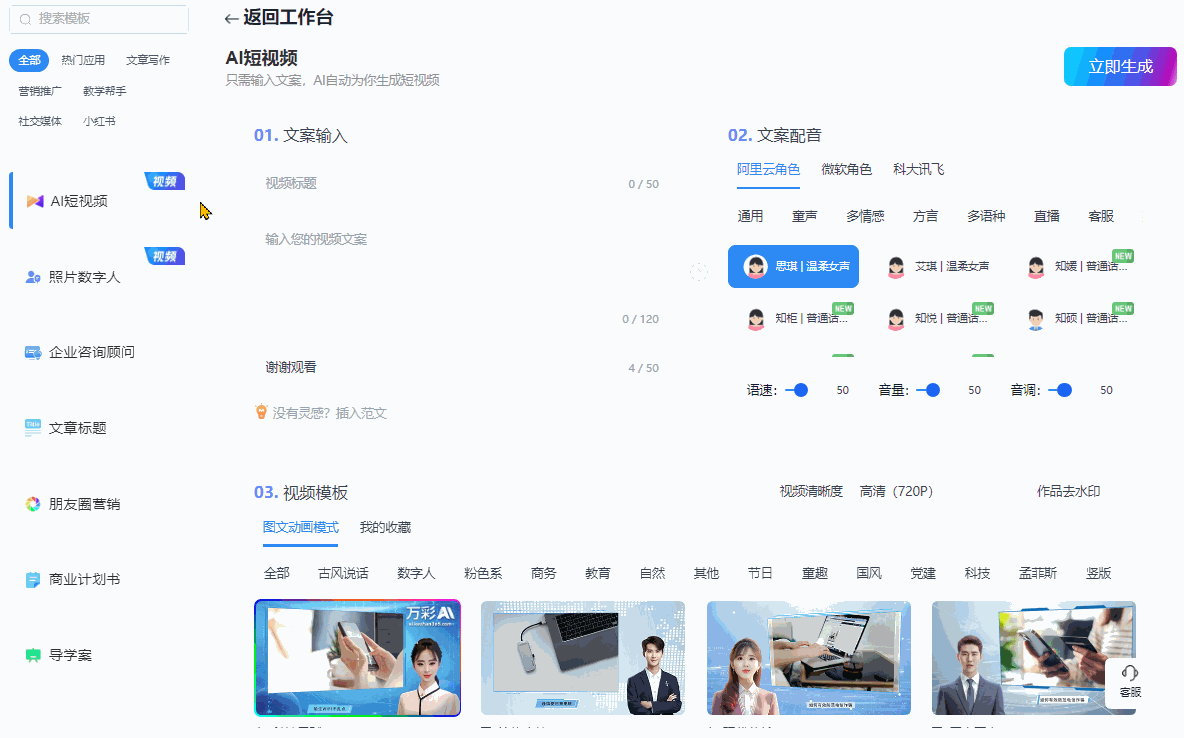 搜索模板
全部 热门应用 文章写作
营销推广 教学帮手
社交媒体 小红书
视频
AI短视频
视频
照片数字人
企业咨询顾问
Title
文章标题
朋友圈营销
商业计划书
导学案
返回工作台
AI短视频
只需输入文案，AI自动为你生成短视频
立即生成
01. 文案输入
视频标题 0 / 50
输入您的视频文案
0 / 120
谢谢观看 4 / 50
没有灵感？插入范文
02. 文案配音
阿里云角色 微软角色 科大讯飞
通用 童声 多情感 方言 多语种 直播 客服
思琪 | 温柔女声 艾琪 | 温柔女声 知媛 | 普通话... NEW
知柜 | 普通话... NEW 知悦 | 普通话... NEW 知硕 | 普通话... NEW
语速: 50 音量: 50 音调: 50
03. 视频模板
视频清晰度 高清（720P） 作品去水印
图文动画模式 我的收藏
全部 古风说话 数字人 粉色系 商务 教育 自然 其他 节日 童趣 国风 党建 科技 孟菲斯 竖版
万彩AI
客服